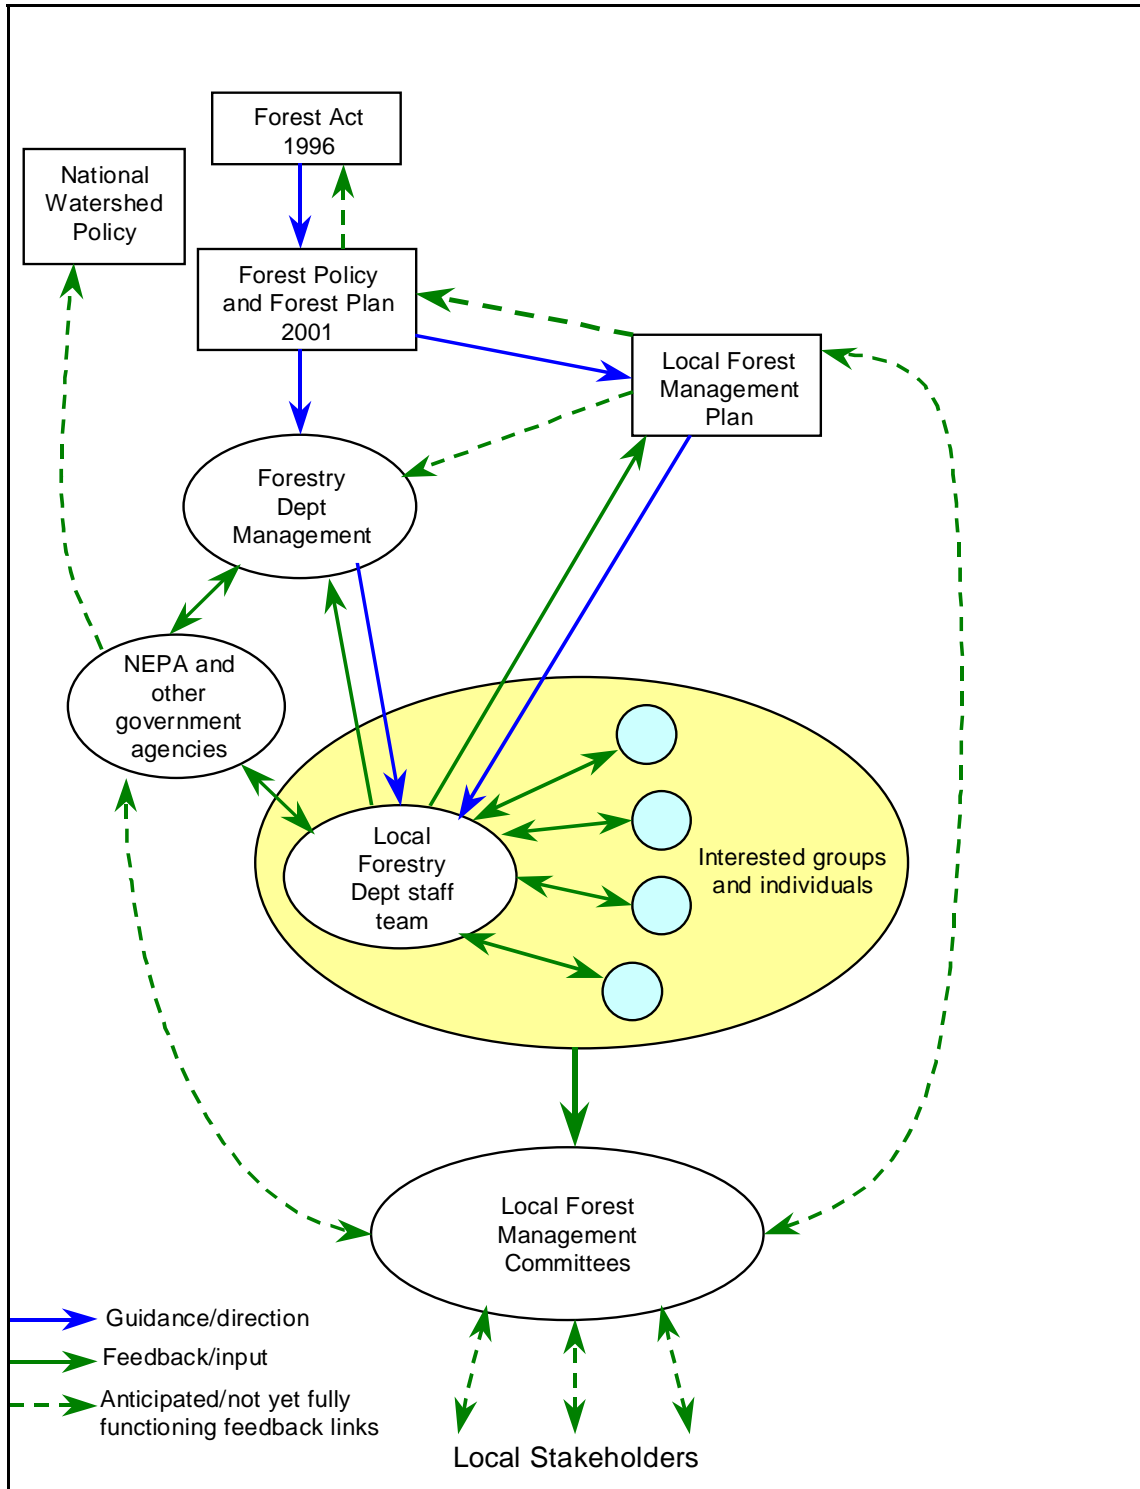 Forest Act
1996
National
Watershed
Policy
Forest Policy
and Forest Plan
2001
Local Forest
Management
Plan
Forestry
Dept
Management
NEPA and
other
government
agencies
Local
Forestry
Dept staff
team
Interested groups
and individuals
Local Forest
Management
Committees
Guidance/direction
Feedback/input
Anticipated/not yet fully
functioning feedback links
Local Stakeholders